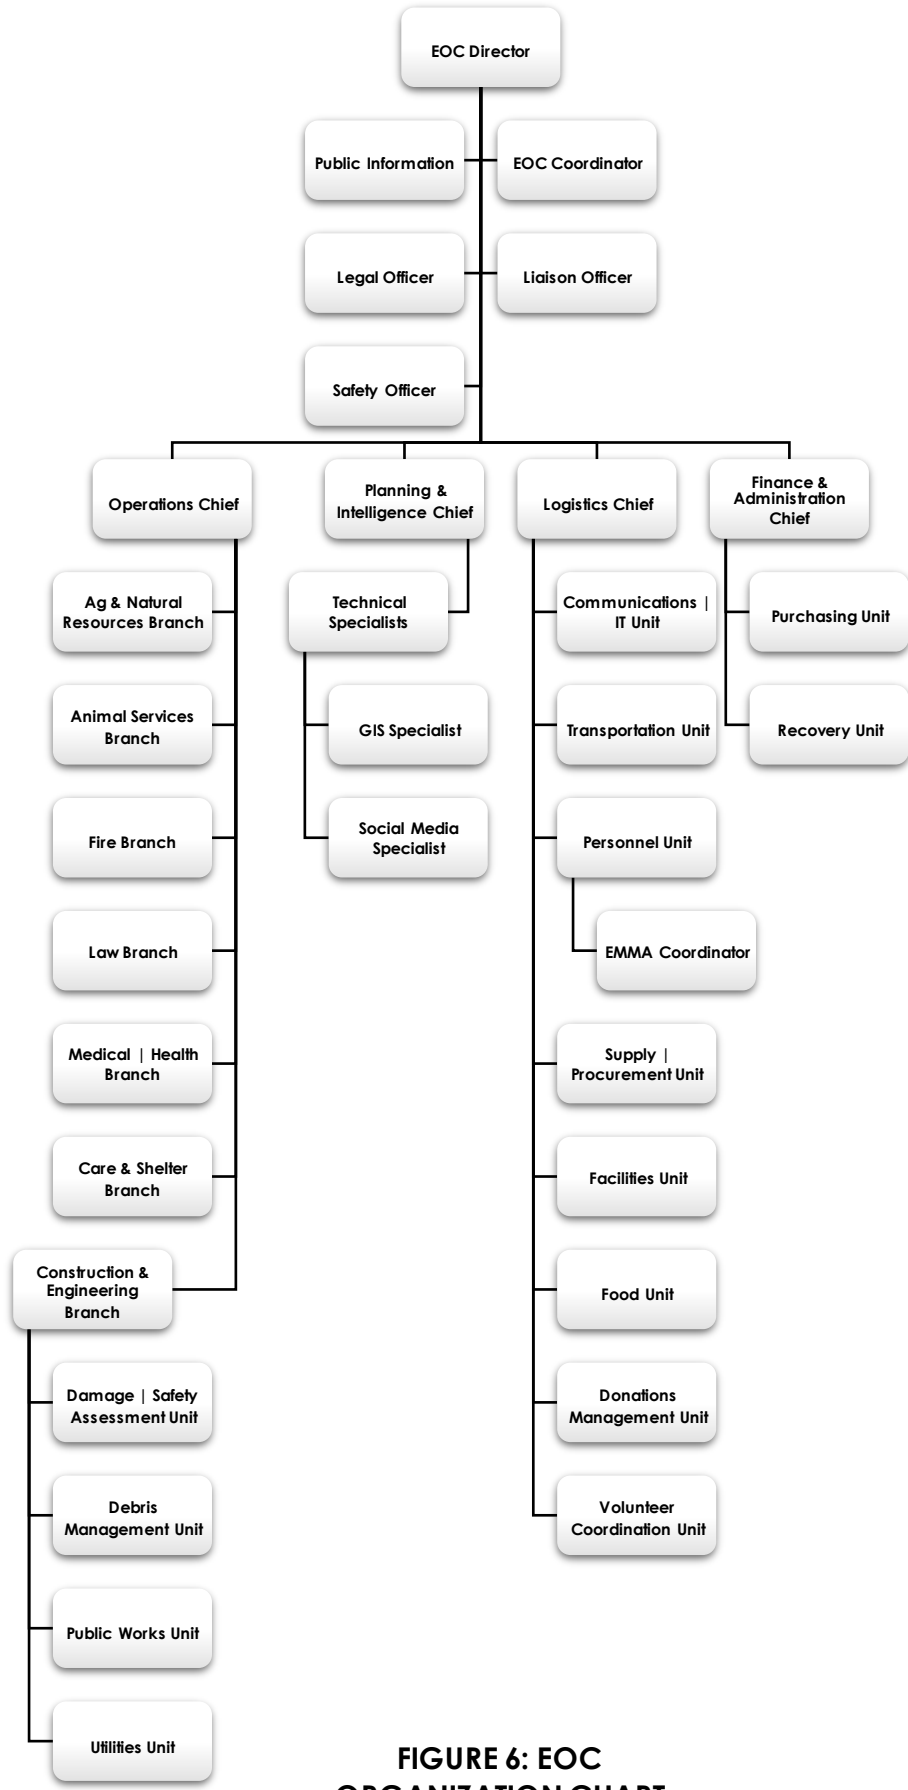 EOC Director
Public Information
EOC Coordinator
Legal Officer
Liaison Officer
Safety Officer
Operations Chief
Planning &
Intelligence Chief
Logistics Chief
Finance &
Administration
Chief
Ag & Natural
Resources Branch
Animal Services
Branch
Fire Branch
Law Branch
Medical | Health
Branch
Care & Shelter
Branch
Construction &
Engineering
Branch
Damage | Safety
Assessment Unit
Debris
Management Unit
Public Works Unit
Utilities Unit
Technical
Specialists
GIS Specialist
Social Media
Specialist
Communications |
IT Unit
Transportation Unit
Personnel Unit
EMMA Coordinator
Supply |
Procurement Unit
Facilities Unit
Food Unit
Donations
Management Unit
Volunteer
Coordination Unit
Purchasing Unit
Recovery Unit
FIGURE 6: EOC
ORGANIZATION CHART